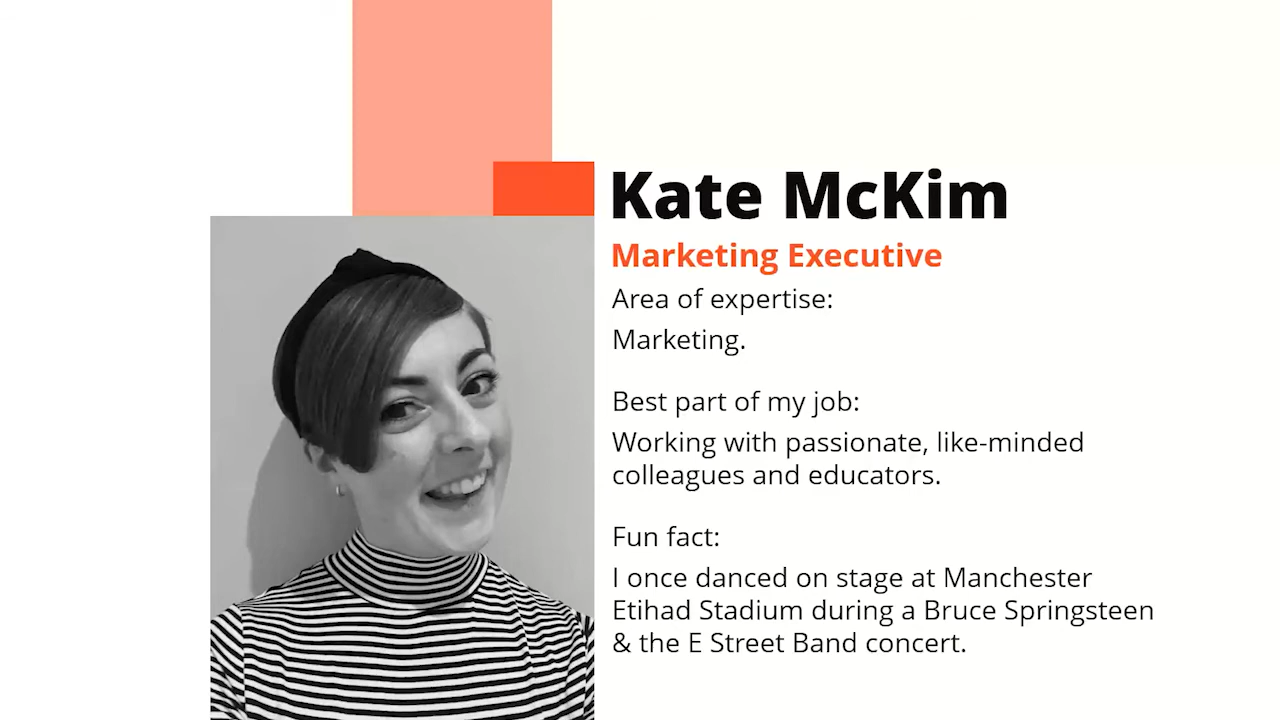 Kate McKim
Marketing Executive
Area of expertise:
Marketing.
Best part of my job:
Working with passionate, like-minded
colleagues and educators.
Fun fact:
I once danced on stage at Manchester
Etihad Stadium during a Bruce Springsteen
& the E Street Band concert.